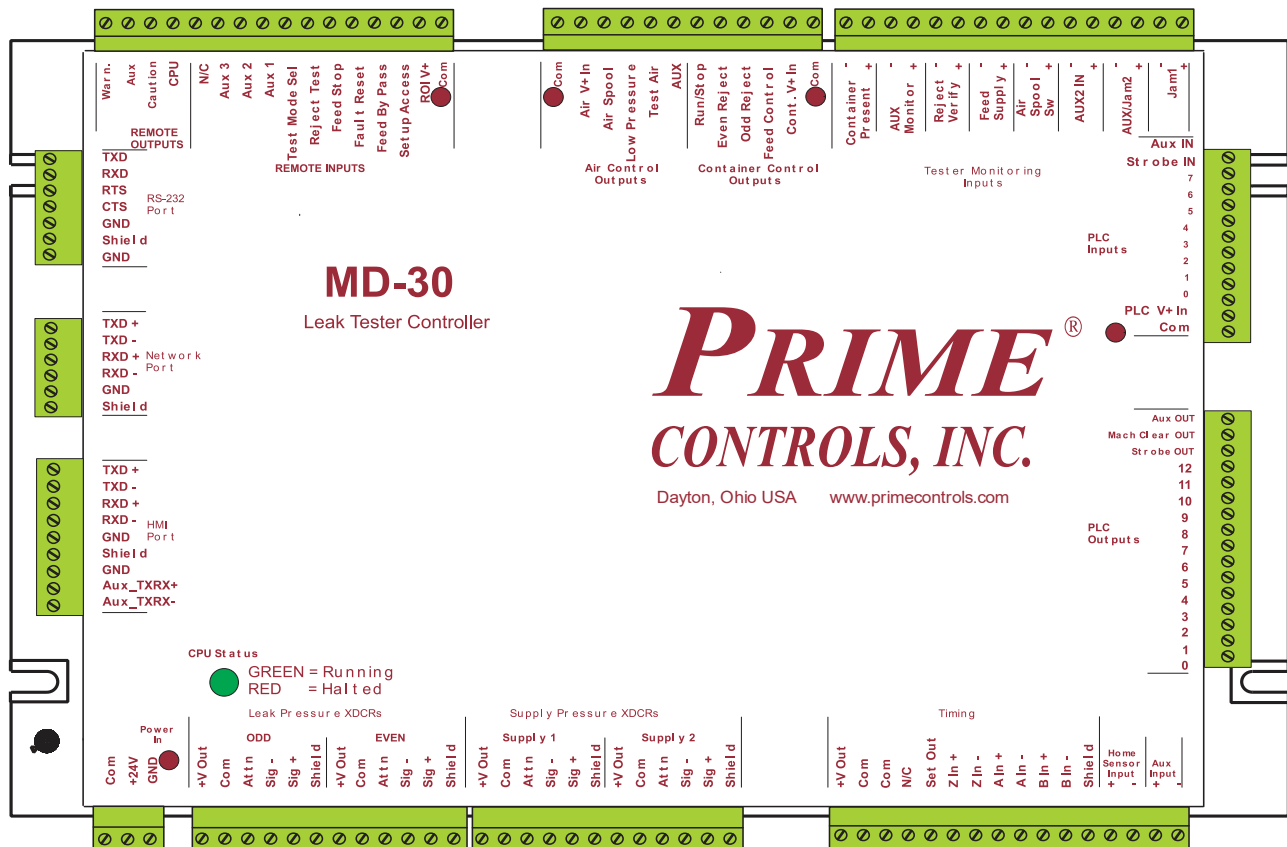 Warn.
Aux
Caution
CPU
REMOTE
OUTPUTS
N/C
Aux 3
Aux 2
Aux 1
Test Mode Sel
Reject Test
Feed Stop
Fault Reset
Feed By Pass
Setup Access
ROI V+
Com
REMOTE INPUTS
Com
Air V+ In
Air Spool
Low Pressure
Test Air
AUX
Air Control
Outputs
Run/Stop
Even Reject
Odd Reject
Feed Control
Cont. V+ In
Com
Container Control
Outputs
- Container Present +
- AUX Monitor +
- Reject Verify +
- Feed Supply +
- Air Spool Sw +
- AUX2 IN +
- AUX/Jam2 +
- Jam1 +
Tester Monitoring
Inputs
TXD
RXD
RTS
CTS
GND
Shield
GND
RS-232
Port
TXD +
TXD -
RXD +
RXD -
GND
Shield
Network
Port
TXD +
TXD -
RXD +
RXD -
GND
Shield
GND
Aux_TXRX+
Aux_TXRX-
HMI
Port
MD-30
Leak Tester Controller
PRIME ®
CONTROLS, INC.
Dayton, Ohio USA www.primecontrols.com
Aux IN
Strobe IN
7
6
5
4
3
2
1
0
PLC
Inputs
PLC V+ In
Com
Aux OUT
Mach Clear OUT
Strobe OUT
12
11
10
9
8
7
6
5
4
3
2
1
0
PLC
Outputs
CPU Status
GREEN = Running
RED = Halted
Power
In
Com
+24V
GND
Leak Pressure XDCRs
ODD
+V Out
Com
Attn
Sig -
Sig +
Shield
EVEN
+V Out
Com
Attn
Sig -
Sig +
Shield
Supply Pressure XDCRs
Supply 1
+V Out
Com
Attn
Sig -
Sig +
Shield
Supply 2
+V Out
Com
Attn
Sig -
Sig +
Shield
Timing
+V Out
Com
Com
N/C
Set Out
Z In +
Z In -
A In +
A In -
B In +
B In -
Shield
Home
Sensor
Input
+ -
Aux
Input
+ -